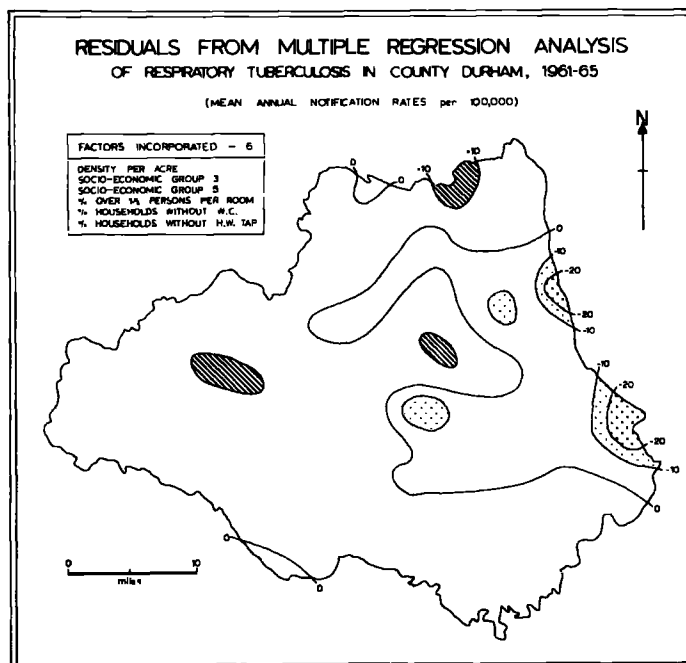 RESIDUALS FROM MULTIPLE REGRESSION ANALYSIS
OF RESPIRATORY TUBERCULOSIS IN COUNTY DURHAM, 1961-65
(MEAN ANNUAL NOTIFICATION RATES per 100,000)
N
FACTORS INCORPORATED - 6
DENSITY PER ACRE
SOCIO-ECONOMIC GROUP 3
SOCIO-ECONOMIC GROUP 5
% OVER 1½ PERSONS PER ROOM
% HOUSEHOLDS WITHOUT W.C.
% HOUSEHOLDS WITHOUT H.W. TAP
0
0
-10
-10
0
-10
-20
-20
-10
-10
-20
-20
-10
0
0
0
0 10
miles